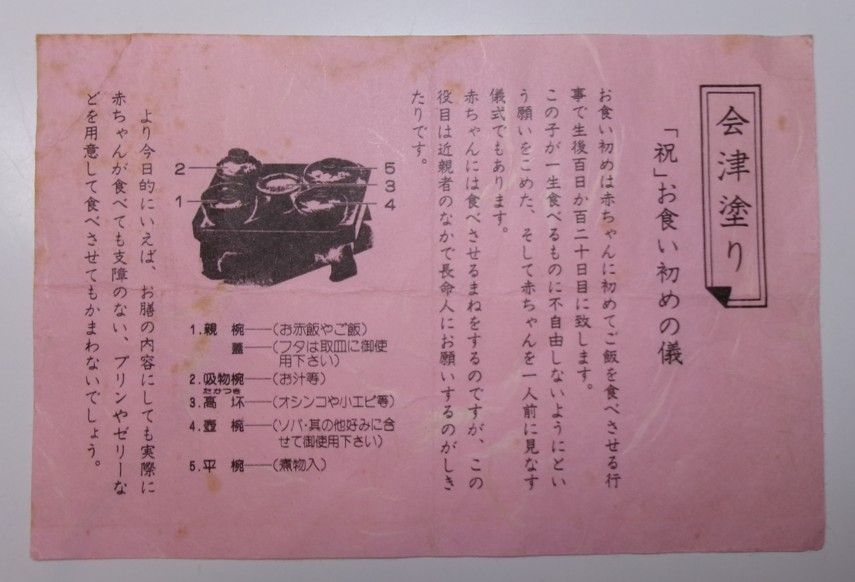 会津塗り
「祝」お食い初めの儀
お食い初めは赤ちゃんに初めてご飯を食べさせる行
事で生後百日か百二十日目に致します。
この子が一生食べるものに不自由しないようにとい
う願いをこめた、そして赤ちゃんを一人前に見なす
儀式でもあります。
赤ちゃんには食べさせるまねをするのですが、この
役目は近親者のなかで長命人にお願いするのがしき
たりです。
2
1
5
3
4
1.親 椀──(お赤飯やご飯)
蓋──(フタは取皿に御使
用下さい)
2.吸物椀──(お汁等)
たかつき
3.高 坏──(オシンコや小エビ等)
4.壺 椀──(ソバ・其の他好みに合
せて御使用下さい)
5.平 椀──(煮物入)
より今日的にいえば、お膳の内容にしても実際に
赤ちゃんが食べても支障のない、プリンやゼリーな
どを用意して食べさせてもかまわないでしょう。